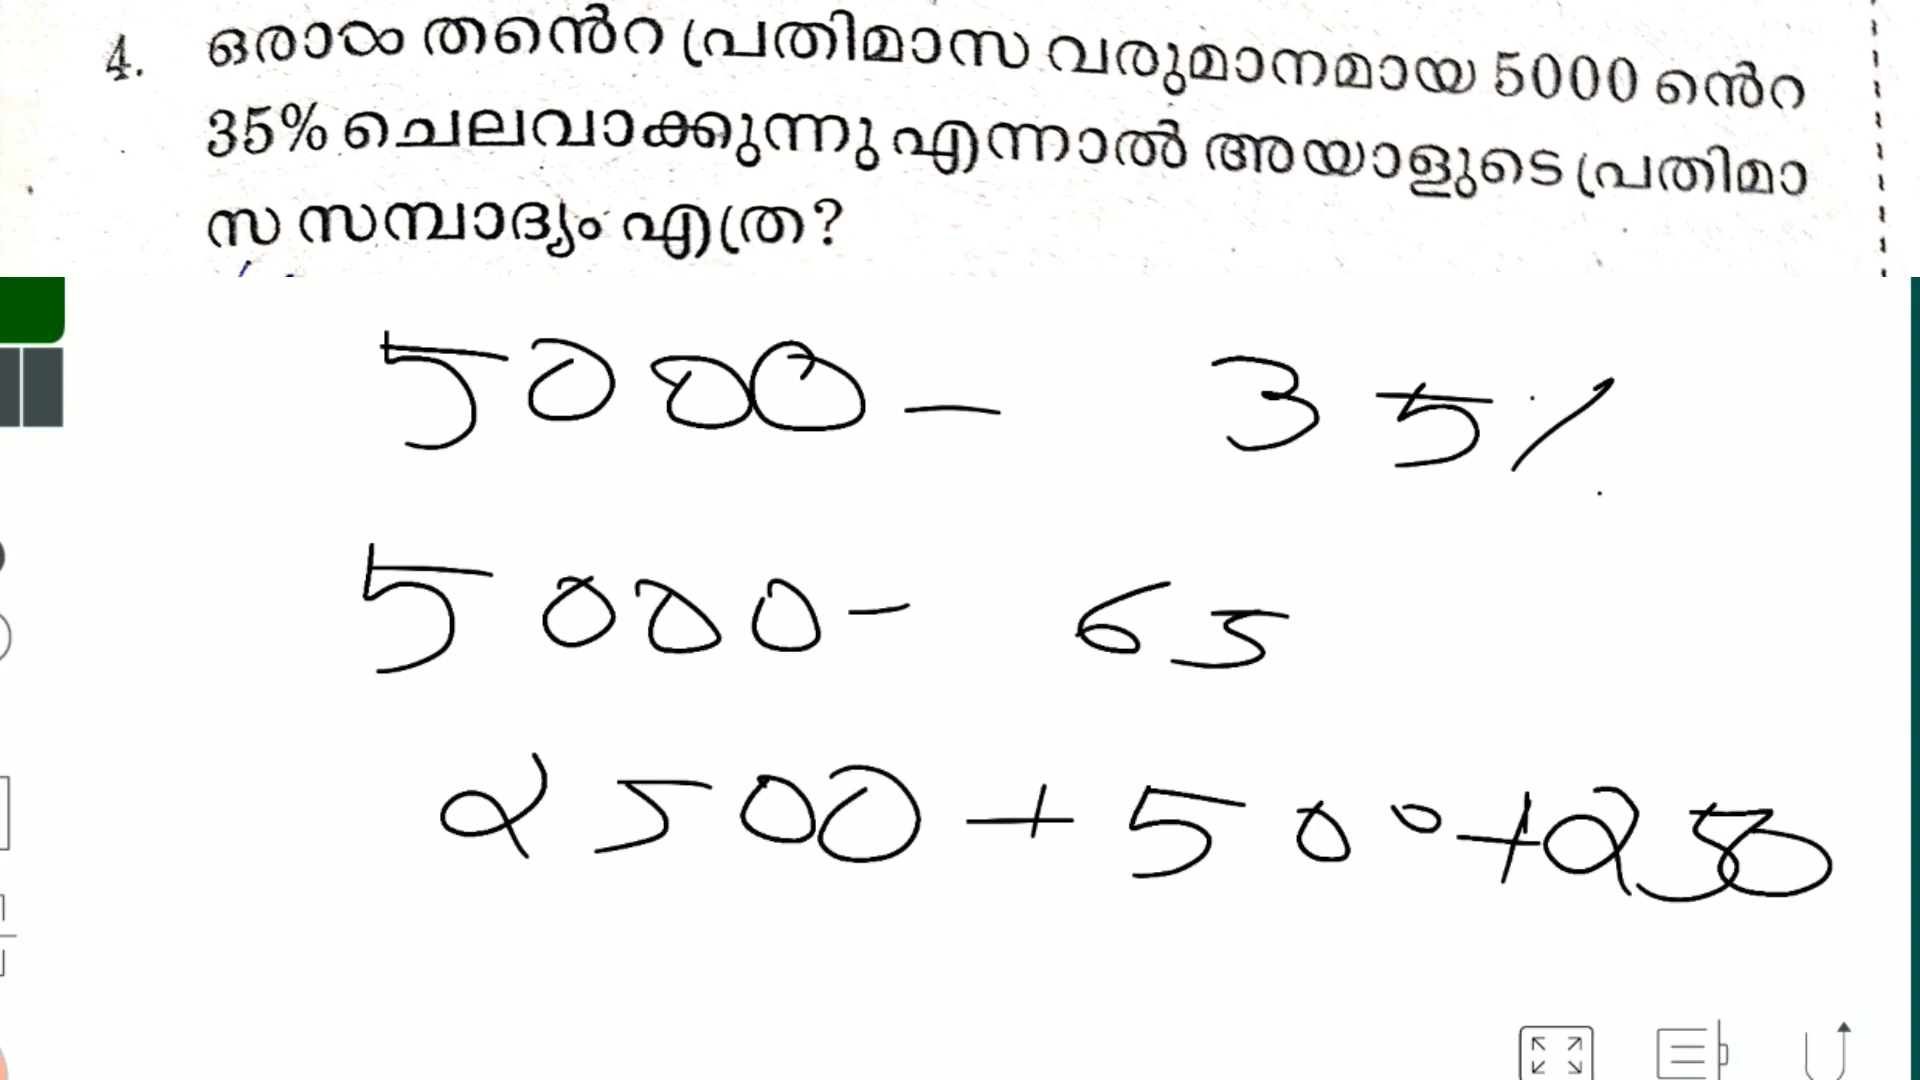 4. ഒരാൾ തന്റെ പ്രതിമാസ വരുമാനമായ 5000 ന്റെ
35% ചെലവാക്കുന്നു എന്നാൽ അയാളുടെ പ്രതിമാ
സ സമ്പാദ്യം എത്ര?
5000 - 35%
5000 - 65
2500 + 500 + 250